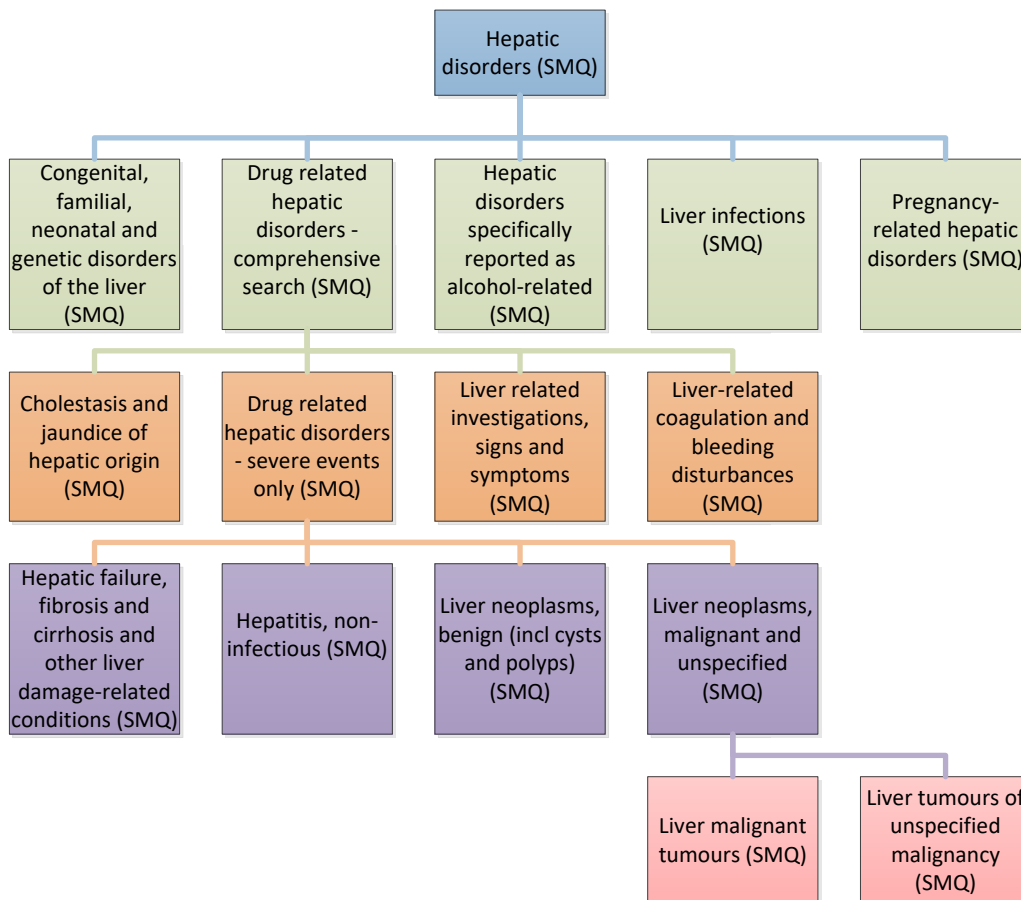 Hepatic
disorders (SMQ)
Congenital,
familial,
neonatal and
genetic disorders
of the liver
(SMQ)
Drug related
hepatic
disorders -
comprehensive
search (SMQ)
Hepatic
disorders
specifically
reported as
alcohol-related
(SMQ)
Liver infections
(SMQ)
Pregnancy-
related hepatic
disorders (SMQ)
Cholestasis and
jaundice of
hepatic origin
(SMQ)
Drug related
hepatic disorders
- severe events
only (SMQ)
Liver related
investigations,
signs and
symptoms
(SMQ)
Liver-related
coagulation and
bleeding
disturbances
(SMQ)
Hepatic failure,
fibrosis and
cirrhosis and
other liver
damage-related
conditions (SMQ)
Hepatitis, non-
infectious (SMQ)
Liver neoplasms,
benign (incl cysts
and polyps)
(SMQ)
Liver neoplasms,
malignant and
unspecified
(SMQ)
Liver malignant
tumours (SMQ)
Liver tumours of
unspecified
malignancy
(SMQ)